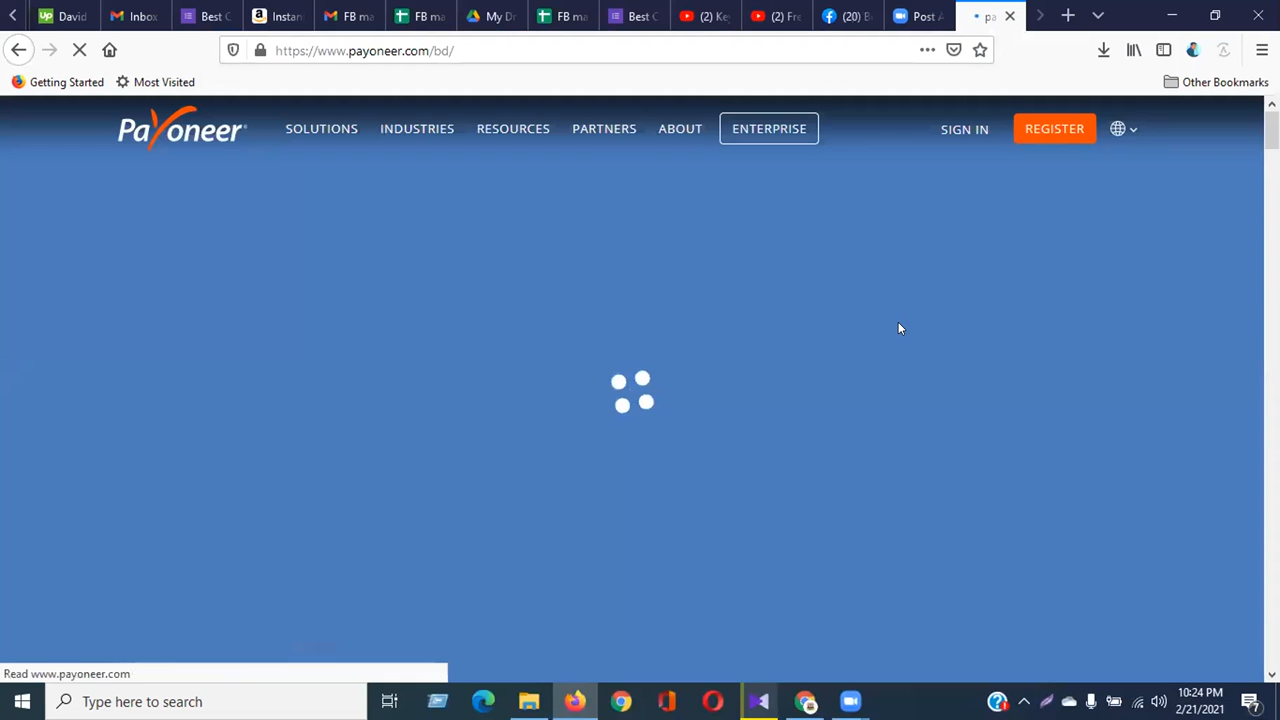 David
Inbox
Best C
Instan
FB ma
FB ma
My Dr
FB ma
Best C
(2) Ke
(2) Fre
(20) B
Post A
pa
https://www.payoneer.com/bd/
Getting Started
Most Visited
Other Bookmarks
Payoneer
SOLUTIONS
INDUSTRIES
RESOURCES
PARTNERS
ABOUT
ENTERPRISE
SIGN IN
REGISTER
Read www.payoneer.com
Type here to search
10:24 PM
2/21/2021
7